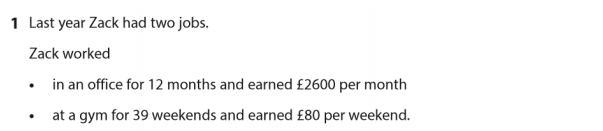 1 Last year Zack had two jobs.
Zack worked
• in an office for 12 months and earned £2600 per month
• at a gym for 39 weekends and earned £80 per weekend.